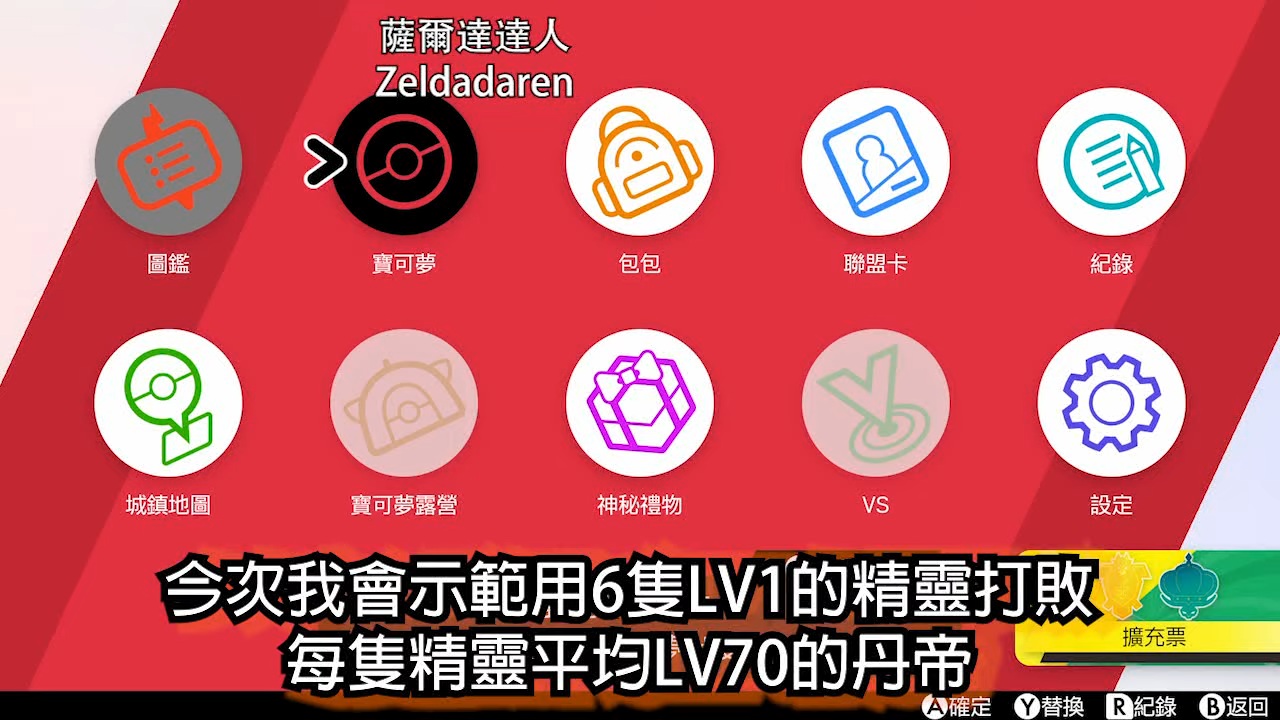 薩爾達達人
Zeldadaren
圖鑑
寶可夢
包包
聯盟卡
紀錄
城鎮地圖
寶可夢露營
神秘禮物
VS
設定
今次我會示範用6隻LV1的精靈打敗
每隻精靈平均LV70的丹帝
擴充票
A確定
Y替換
R紀錄
B返回